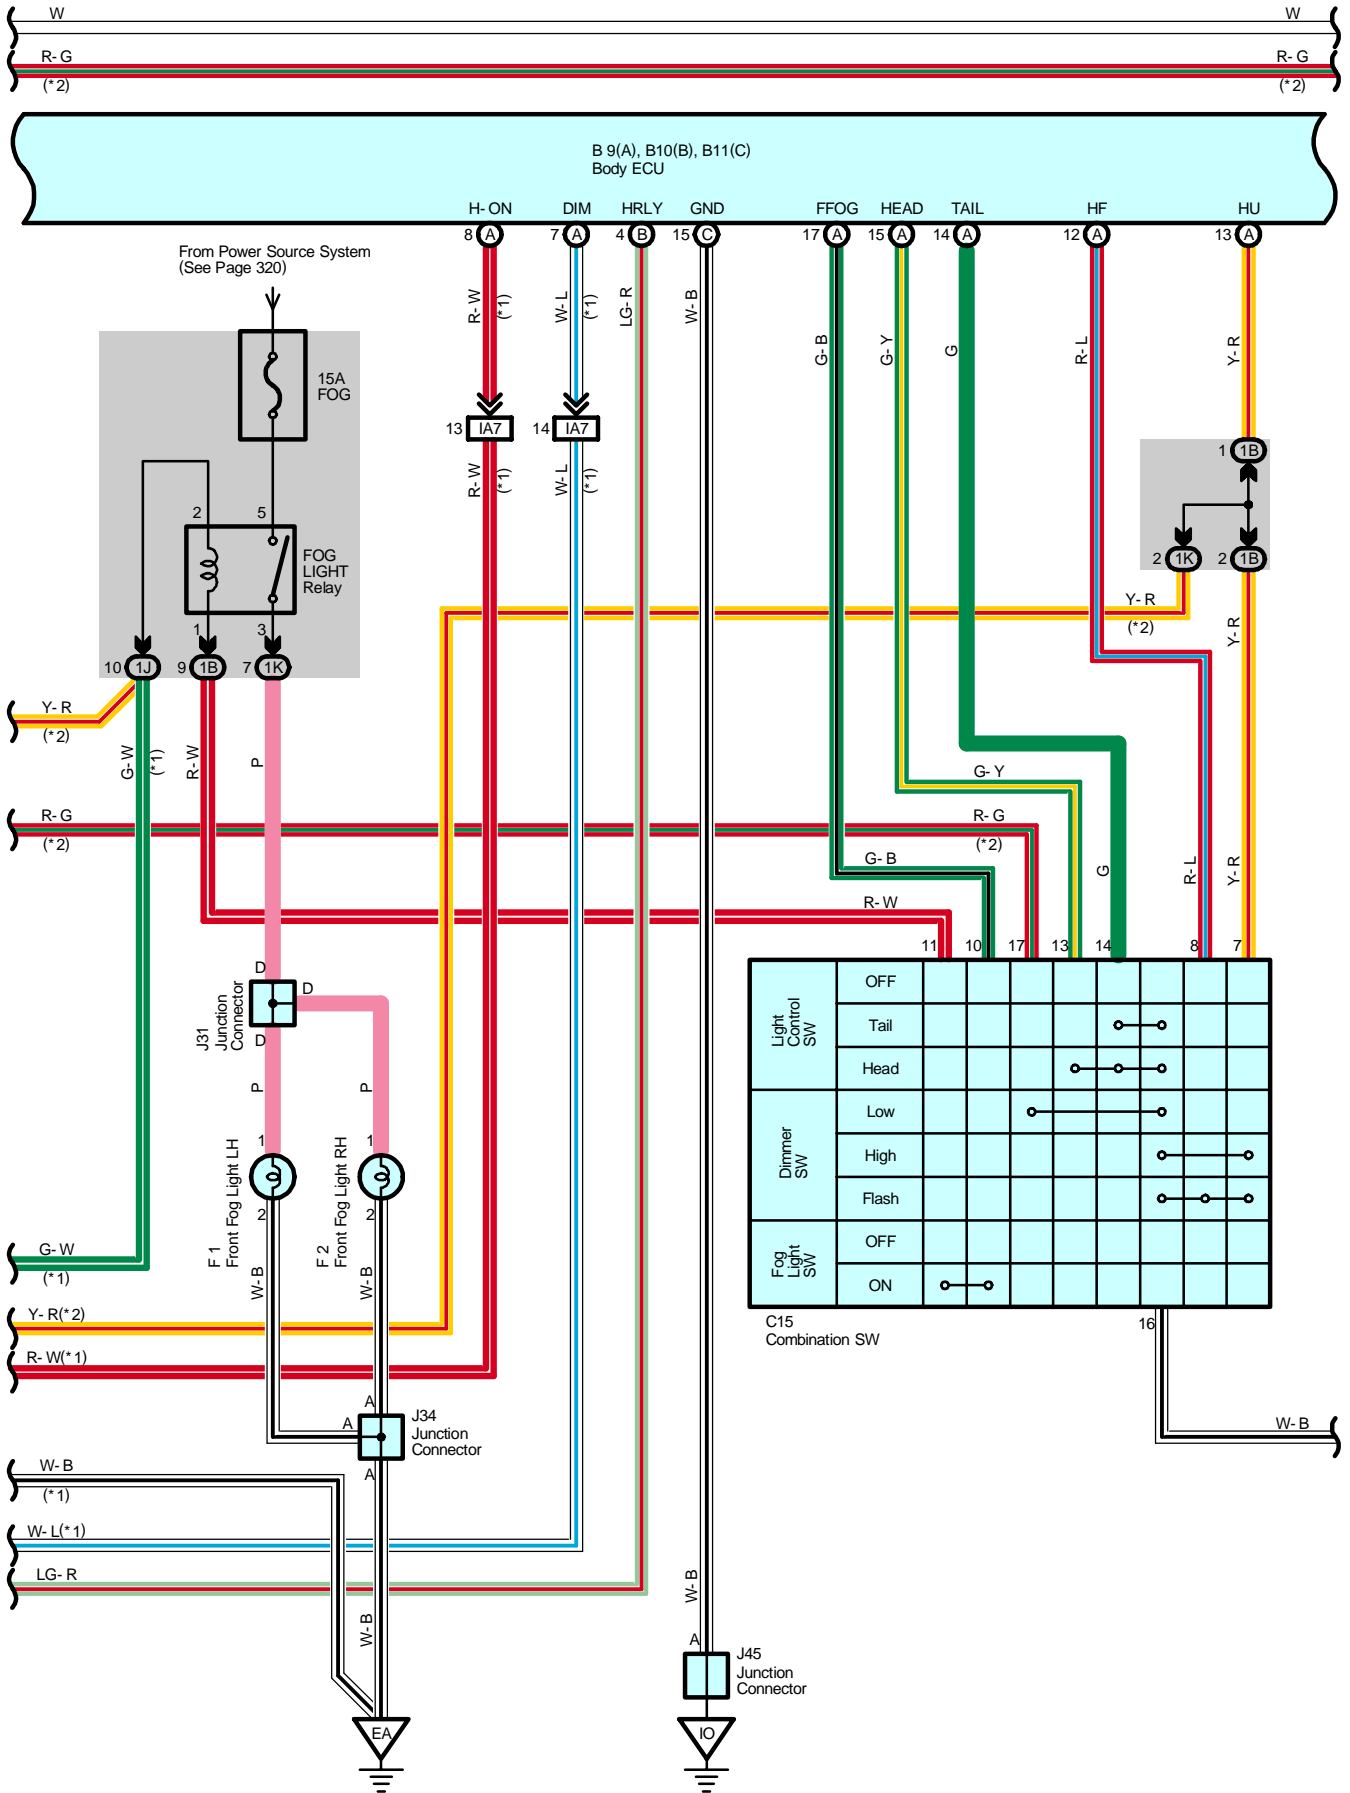 W
W
R-G
(*2)
R-G
(*2)
B 9(A), B10(B), B11(C)
Body ECU
H-ON
DIM
HRLY
GND
FFOG
HEAD
TAIL
HF
HU
8 A
7 A
4 B
15 C
17 A
15 A
14 A
12 A
13 A
From Power Source System
(See Page 320)
R-W
(*1)
W-L
(*1)
LG-R
W-B
G-B
G-Y
G
R-L
Y-R
15A
FOG
13 IA7
14 IA7
R-W
(*1)
W-L
(*1)
1 1B
2
5
FOG
LIGHT
Relay
2 1K
2 1B
1
3
Y-R
(*2)
Y-R
10 1J
9 1B
7 1K
Y-R
(*2)
G-W
(*1)
R-W
P
G-Y
R-G
(*2)
R-G
(*2)
G-B
G
R-L
Y-R
R-W
11
10
17
13
14
8
7
D
D
D
J31
Junction
Connector
Light
Control
SW
OFF
Tail
Head
Dimmer
SW
Low
High
Flash
Fog
Light
SW
OFF
ON
C15
Combination SW
16
P
P
1
1
2
2
F 1
Front Fog Light LH
F 2
Front Fog Light RH
W-B
W-B
G-W
(*1)
Y-R(*2)
R-W(*1)
A
A
A
J34
Junction
Connector
W-B
W-B
(*1)
W-L(*1)
LG-R
W-B
W-B
A
J45
Junction
Connector
EA
IO